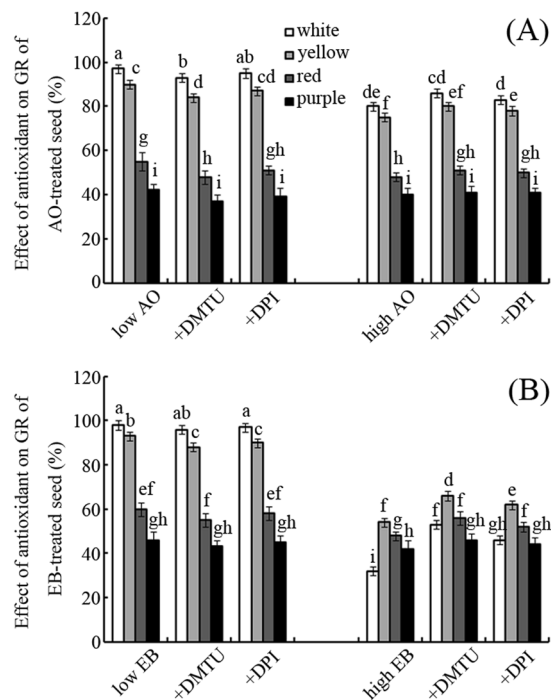 Effect of antioxidant on GR of
AO-treated seed (%)
120
100
80
60
40
20
0
(A)
white
yellow
red
purple
a c g i
b d h i
a cd gh i
de f h i
cd ef gh i
d e gh i
low AO +DMTU +DPI high AO +DMTU +DPI
Effect of antioxidant on GR of
EB-treated seed (%)
120
100
80
60
40
20
0
(B)
a b ef gh
ab c f gh
a c ef gh
i f g h
f d f gh
gh e f gh
low EB +DMTU +DPI high EB +DMTU +DPI